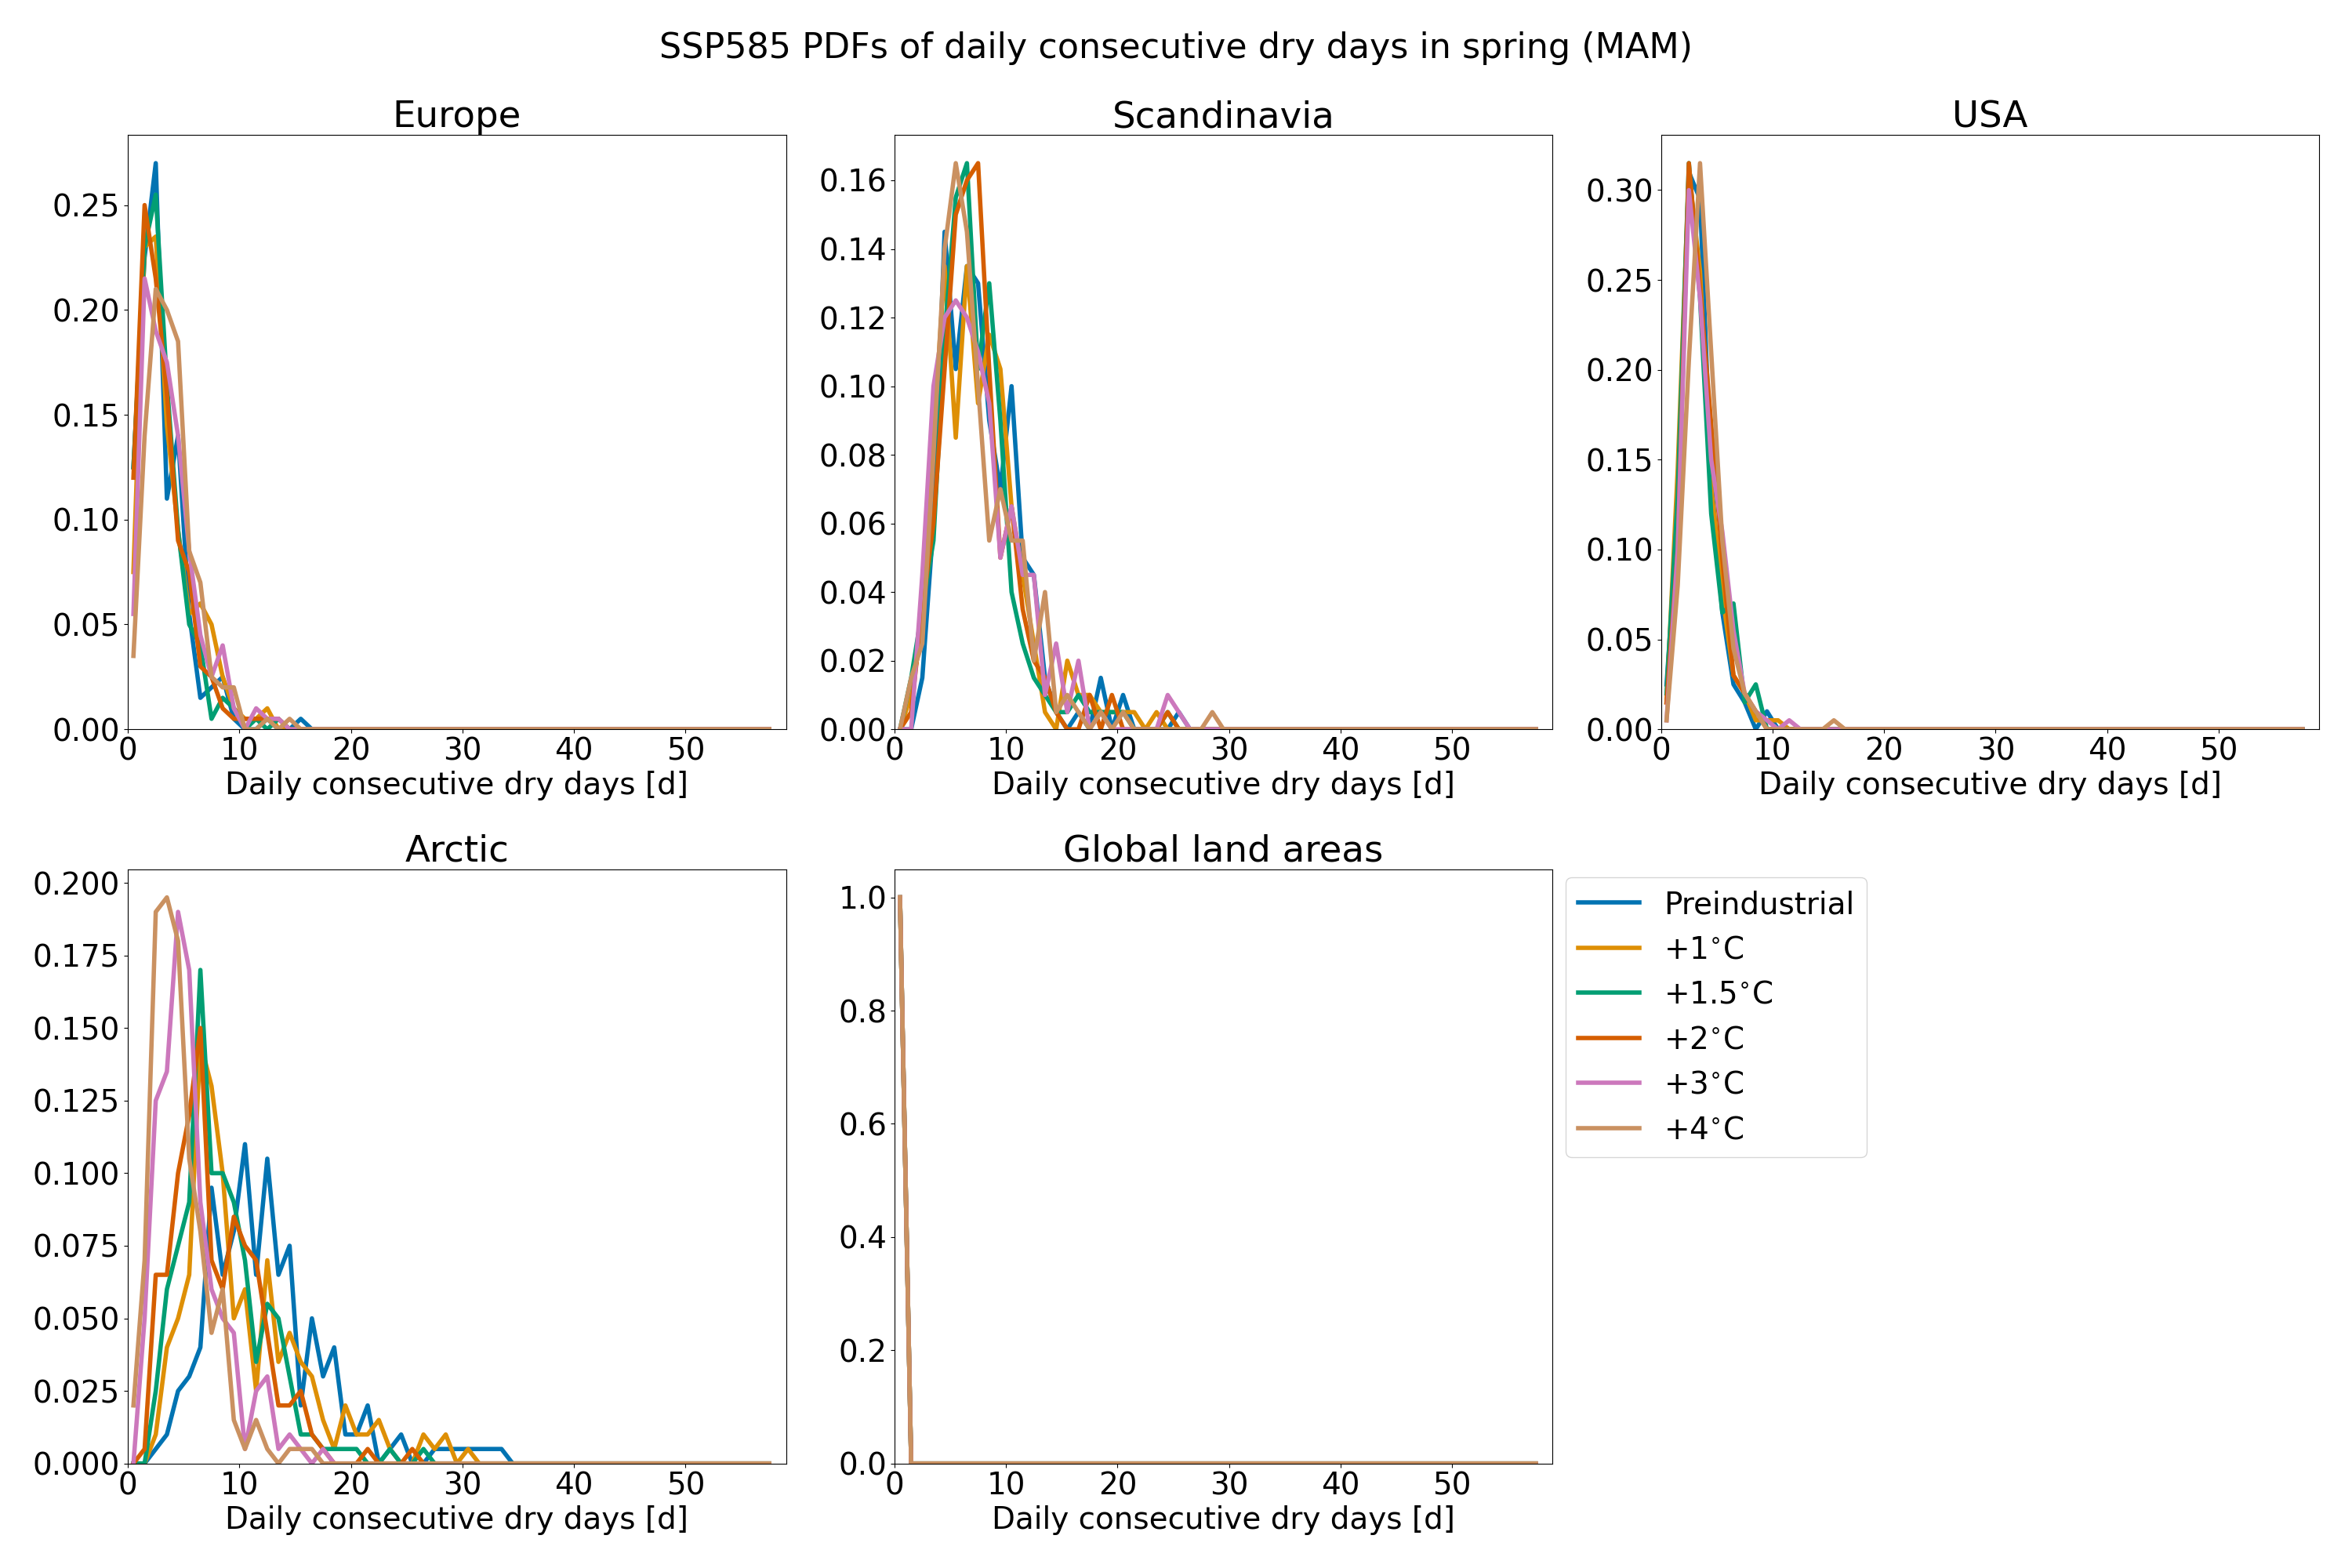 SSP585 PDFs of daily consecutive dry days in spring (MAM)
Europe
0.25
0.20
0.15
0.10
0.05
0.00
0 10 20 30 40 50
Daily consecutive dry days [d]
Scandinavia
0.16
0.14
0.12
0.10
0.08
0.06
0.04
0.02
0.00
0 10 20 30 40 50
Daily consecutive dry days [d]
USA
0.30
0.25
0.20
0.15
0.10
0.05
0.00
0 10 20 30 40 50
Daily consecutive dry days [d]
Arctic
0.200
0.175
0.150
0.125
0.100
0.075
0.050
0.025
0.000
0 10 20 30 40 50
Daily consecutive dry days [d]
Global land areas
1.0
0.8
0.6
0.4
0.2
0.0
0 10 20 30 40 50
Daily consecutive dry days [d]
Preindustrial
+1°C
+1.5°C
+2°C
+3°C
+4°C